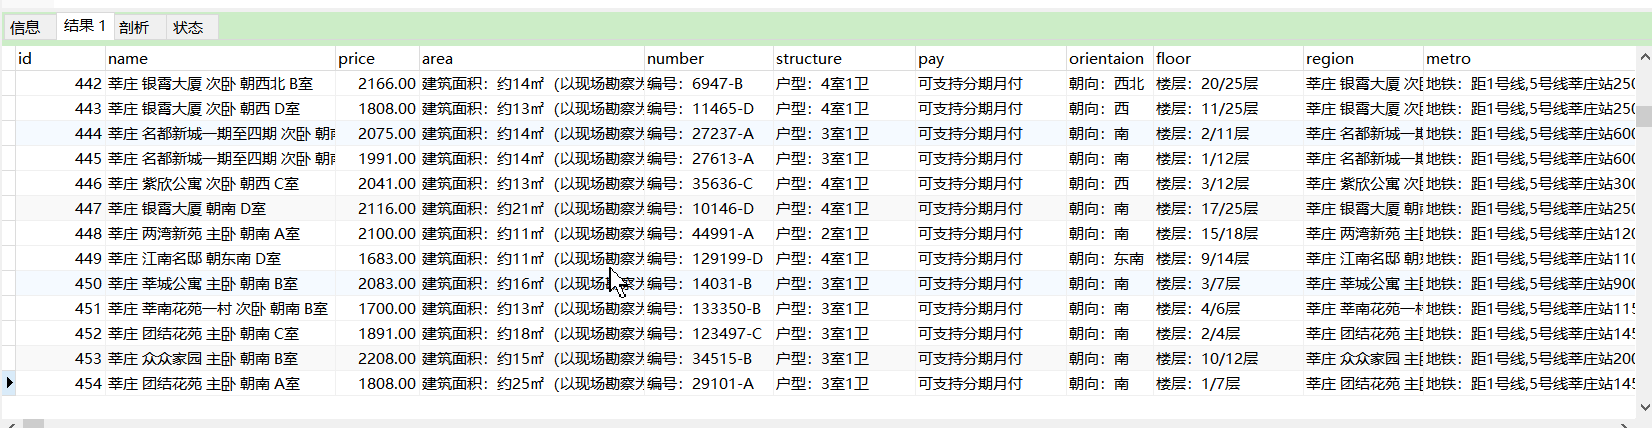 信息 结果 1 剖析 状态
id name price area number structure pay orientaion floor region metro
442 莘庄 银霄大厦 次卧 朝西北 B室 2166.00 建筑面积：约14㎡ (以现场勘察为 编号：6947-B 户型：4室1卫 可支持分期月付 朝向：西北 楼层：20/25层 莘庄 银霄大厦 次卧 地铁：距1号线,5号线莘庄站250
443 莘庄 银霄大厦 次卧 朝西 D室 1808.00 建筑面积：约13㎡ (以现场勘察为 编号：11465-D 户型：4室1卫 可支持分期月付 朝向：西 楼层：11/25层 莘庄 银霄大厦 次卧 地铁：距1号线,5号线莘庄站250
444 莘庄 名都新城一期至四期 次卧 朝南 2075.00 建筑面积：约14㎡ (以现场勘察为 编号：27237-A 户型：3室1卫 可支持分期月付 朝向：南 楼层：2/11层 莘庄 名都新城一期 地铁：距1号线,5号线莘庄站600
445 莘庄 名都新城一期至四期 次卧 朝南 1991.00 建筑面积：约14㎡ (以现场勘察为 编号：27613-A 户型：3室1卫 可支持分期月付 朝向：南 楼层：1/12层 莘庄 名都新城一期 地铁：距1号线,5号线莘庄站600
446 莘庄 紫欣公寓 次卧 朝西 C室 2041.00 建筑面积：约13㎡ (以现场勘察为 编号：35636-C 户型：4室1卫 可支持分期月付 朝向：西 楼层：3/12层 莘庄 紫欣公寓 次卧 地铁：距1号线,5号线莘庄站300
447 莘庄 银霄大厦 朝南 D室 2116.00 建筑面积：约21㎡ (以现场勘察为 编号：10146-D 户型：4室1卫 可支持分期月付 朝向：南 楼层：17/25层 莘庄 银霄大厦 朝南 地铁：距1号线,5号线莘庄站250
448 莘庄 两湾新苑 主卧 朝南 A室 2100.00 建筑面积：约11㎡ (以现场勘察为 编号：44991-A 户型：2室1卫 可支持分期月付 朝向：南 楼层：15/18层 莘庄 两湾新苑 主卧 地铁：距1号线,5号线莘庄站120
449 莘庄 江南名邸 朝东南 D室 1683.00 建筑面积：约11㎡ (以现场勘察为 编号：129199-D 户型：4室1卫 可支持分期月付 朝向：东南 楼层：9/14层 莘庄 江南名邸 朝东 地铁：距1号线,5号线莘庄站110
450 莘庄 莘城公寓 主卧 朝南 B室 2083.00 建筑面积：约16㎡ (以现场勘察为 编号：14031-B 户型：3室1卫 可支持分期月付 朝向：南 楼层：3/7层 莘庄 莘城公寓 主卧 地铁：距1号线,5号线莘庄站900
451 莘庄 莘南花苑一村 次卧 朝南 B室 1700.00 建筑面积：约13㎡ (以现场勘察为 编号：133350-B 户型：3室1卫 可支持分期月付 朝向：南 楼层：4/6层 莘庄 莘南花苑一村 地铁：距1号线,5号线莘庄站115
452 莘庄 团结花苑 主卧 朝南 C室 1891.00 建筑面积：约18㎡ (以现场勘察为 编号：123497-C 户型：3室1卫 可支持分期月付 朝向：南 楼层：2/4层 莘庄 团结花苑 主卧 地铁：距1号线,5号线莘庄站145
453 莘庄 众众家园 主卧 朝南 B室 2208.00 建筑面积：约15㎡ (以现场勘察为 编号：34515-B 户型：3室1卫 可支持分期月付 朝向：南 楼层：10/12层 莘庄 众众家园 主卧 地铁：距1号线,5号线莘庄站200
454 莘庄 团结花苑 主卧 朝南 A室 1808.00 建筑面积：约25㎡ (以现场勘察为 编号：29101-A 户型：3室1卫 可支持分期月付 朝向：南 楼层：1/7层 莘庄 团结花苑 主卧 地铁：距1号线,5号线莘庄站145